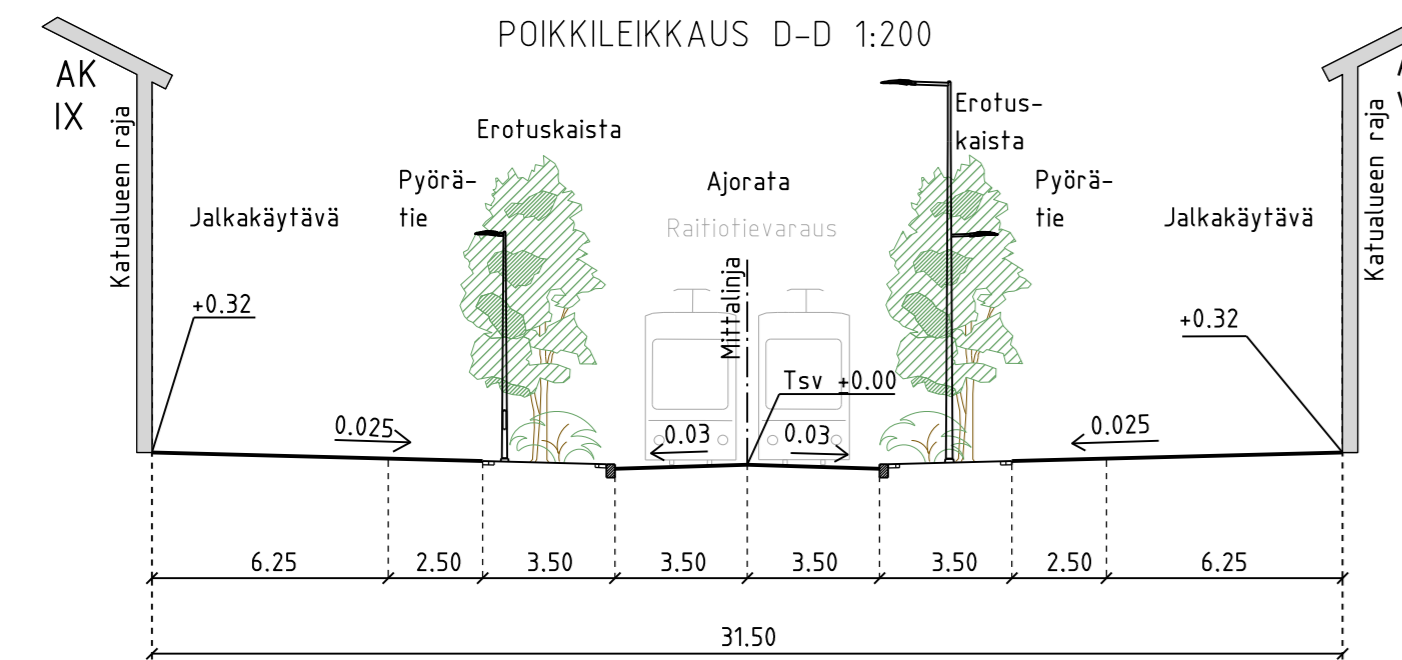 POIKKILEIKKAUS D-D 1:200
AK
IX
Katualueen raja
Jalkakäytävä
Pyörä-
tie
Erotuskaista
Ajorata
Raitiotievaraus
Mittalinja
Erotus-
kaista
Pyörä-
tie
Jalkakäytävä
Katualueen raja
+0.32
+0.32
Tsv ±0.00
0.025
0.03
0.03
0.025
6.25
2.50
3.50
3.50
3.50
3.50
2.50
6.25
31.50